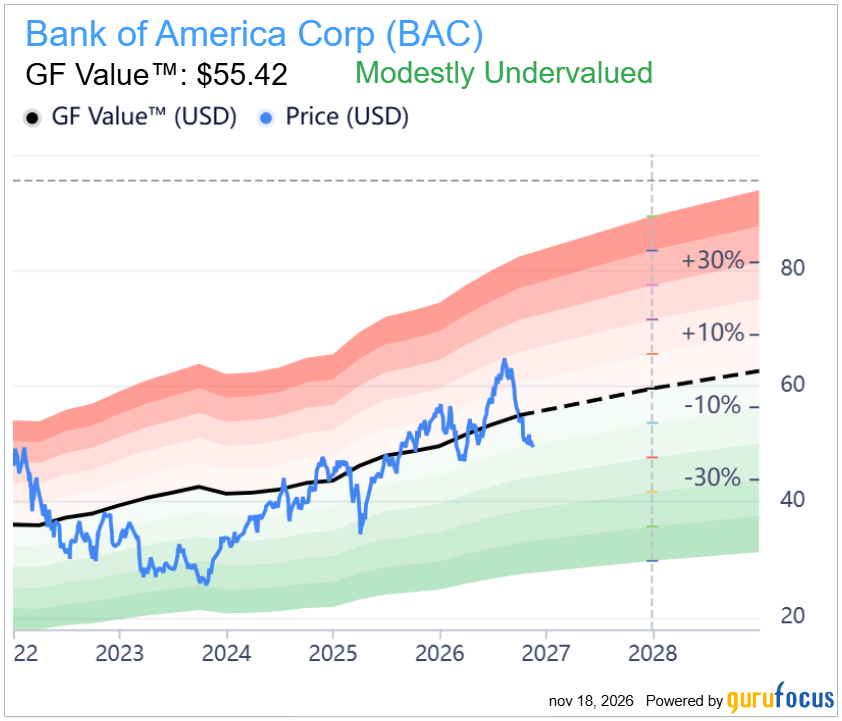 Bank of America Corp (BAC)
GF Value™: $55.42 Modestly Undervalued
GF Value™ (USD) Price (USD)
+30% 80
+10%
60
-10%
-30%
40
20
22 2023 2024 2025 2026 2027 2028
nov 18, 2026 Powered by gurufocus